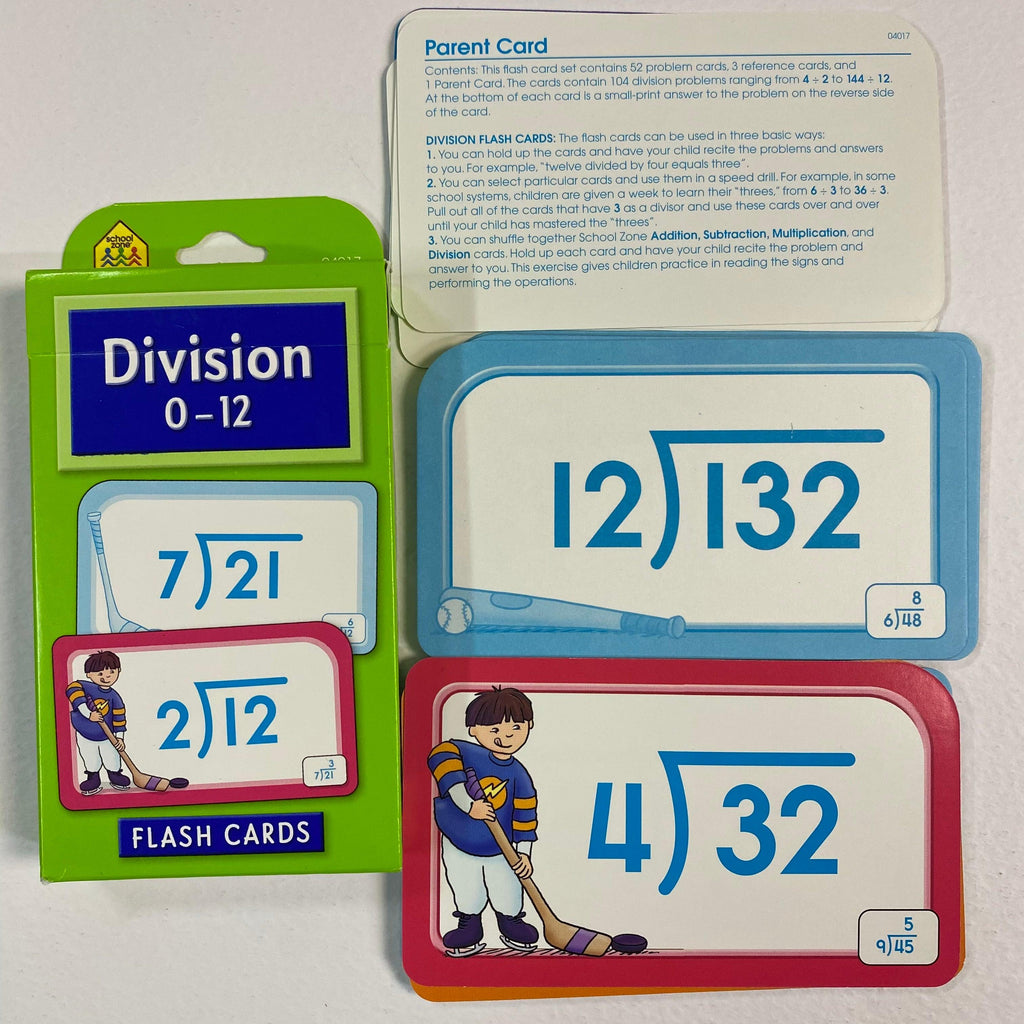 Parent Card
04017
Contents: This flash card set contains 52 problem cards, 3 reference cards, and
1 Parent Card. The cards contain 104 division problems ranging from 4 ÷ 2 to 144 ÷ 12.
At the bottom of each card is a small-print answer to the problem on the reverse side
of the card.
DIVISION FLASH CARDS: The flash cards can be used in three basic ways:
1. You can hold up the cards and have your child recite the problems and answers
to you. For example, "twelve divided by four equals three".
2. You can select particular cards and use them in a speed drill. For example, in some
school systems, children are given a week to learn their "threes," from 6 ÷ 3 to 36 ÷ 3.
Pull out all of the cards that have 3 as a divisor and use these cards over and over
until your child has mastered the "threes".
3. You can shuffle together School Zone Addition, Subtraction, Multiplication, and
Division cards. Hold up each card and have your child recite the problem and
answer to you. This exercise gives children practice in reading the signs and
performing the operations.
school
zone
04017
Division
0-12
7)21
6
12
2)12
3
7)21
FLASH CARDS
12)132
8
6)48
4)32
5
9)45